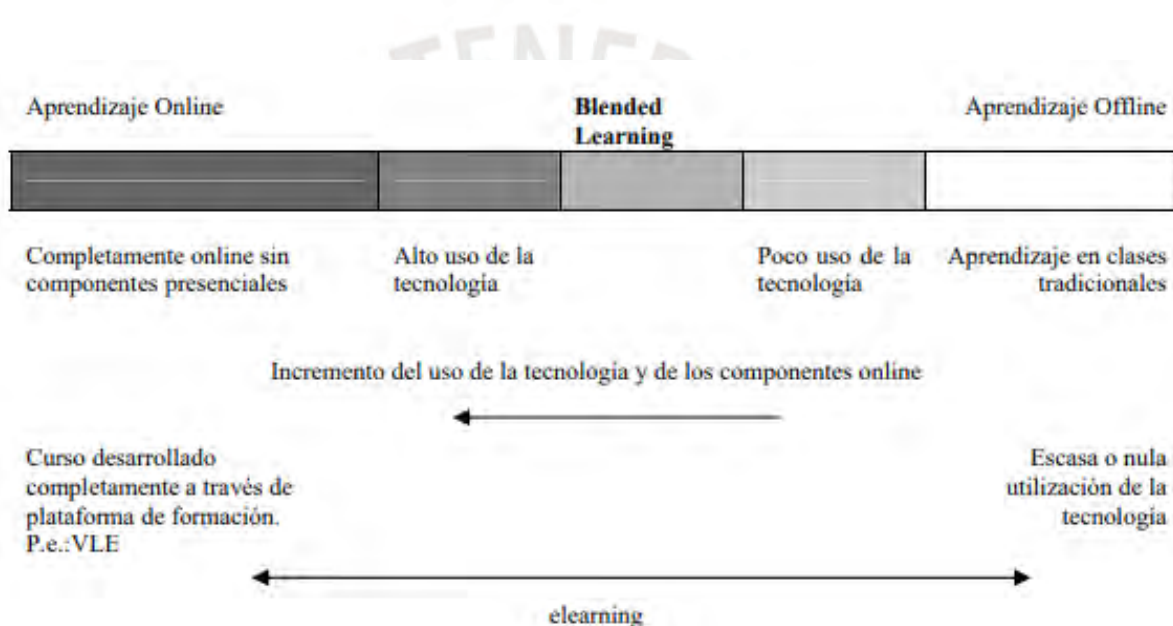 Aprendizaje Online
Blended
Learning
Aprendizaje Offline
Completamente online sin
componentes presenciales
Alto uso de la
tecnología
Poco uso de la
tecnología
Aprendizaje en clases
tradicionales
Incremento del uso de la tecnología y de los componentes online
Curso desarrollado
completamente a través de
plataforma de formación.
P.e.:VLE
Escasa o nula
utilización de la
tecnología
elearning